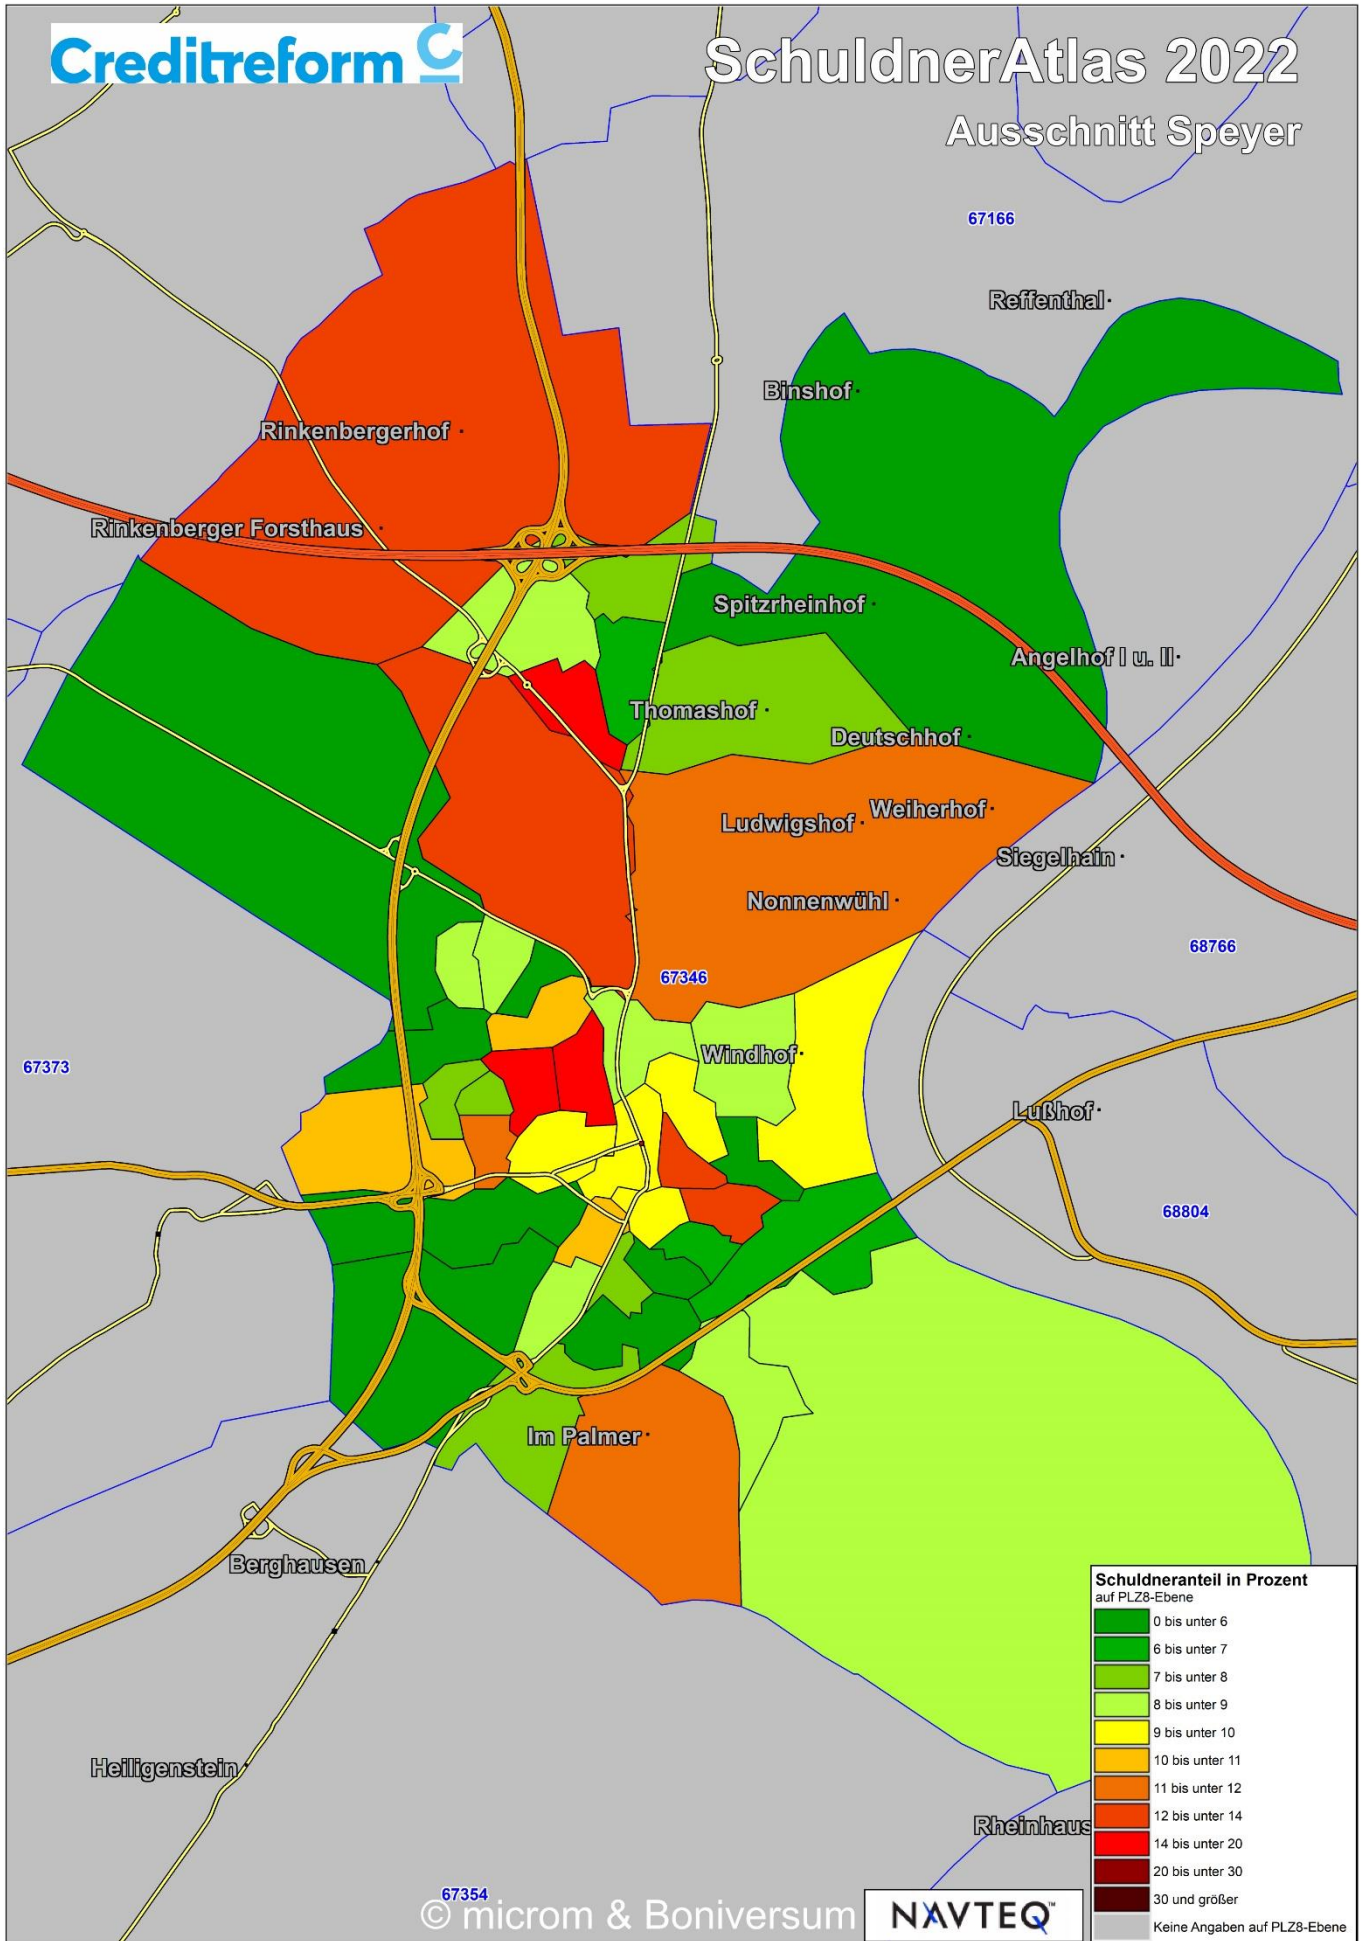 Creditreform C
SchuldnerAtlas 2022
Ausschnitt Speyer
67166
Reffenthal
Binshof
Rinkenbergerhof
Rinkenberger Forsthaus
Spitzrheinhof
Angelhof I u. II
Thomashof
Deutschhof
Ludwigshof
Weiherhof
Siegelhain
Nonnenwühl
68766
67346
Windhof
67373
Lußhof
68804
Im Palmer
Berghausen
Heiligenstein
Rheinhaus
67354
© microm & Boniversum
NAVTEQ™
Schuldneranteil in Prozent
auf PLZ8-Ebene
0 bis unter 6
6 bis unter 7
7 bis unter 8
8 bis unter 9
9 bis unter 10
10 bis unter 11
11 bis unter 12
12 bis unter 14
14 bis unter 20
20 bis unter 30
30 und größer
Keine Angaben auf PLZ8-Ebene